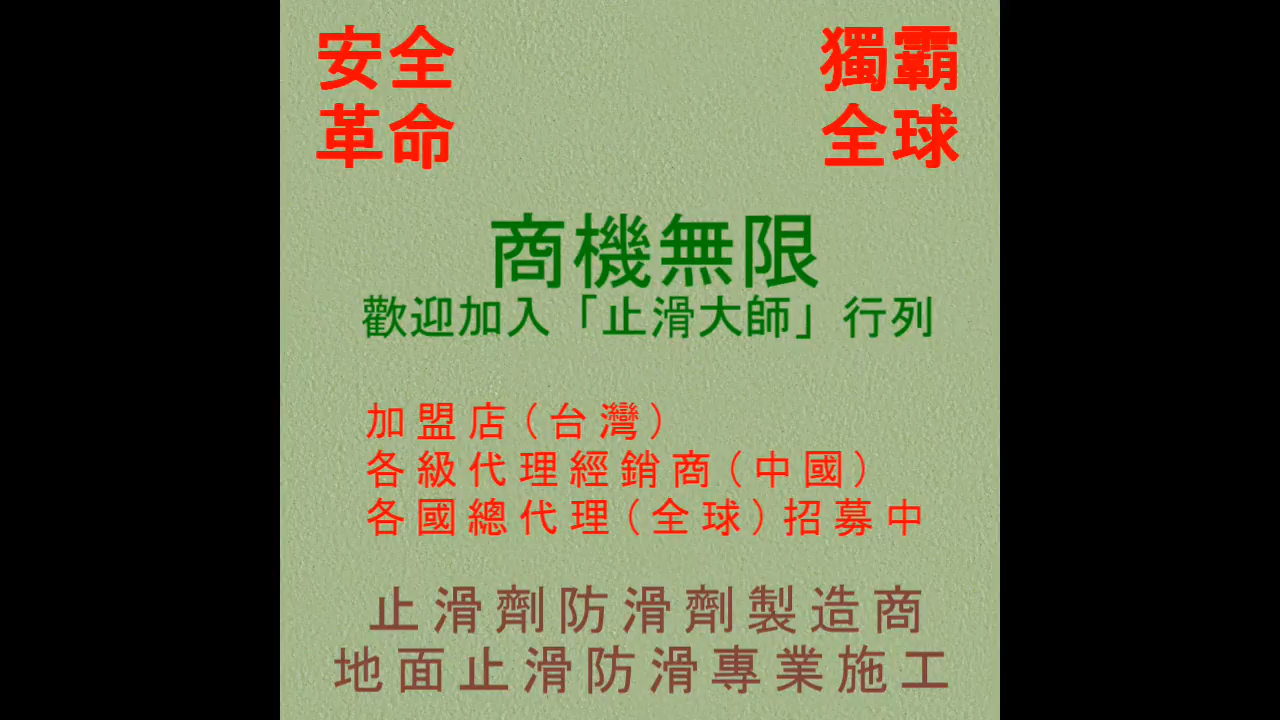 安全
革命
獨霸
全球
商機無限
歡迎加入「止滑大師」行列
加盟店(台灣)
各級代理經銷商(中國)
各國總代理(全球)招募中
止滑劑防滑劑製造商
地面止滑防滑專業施工